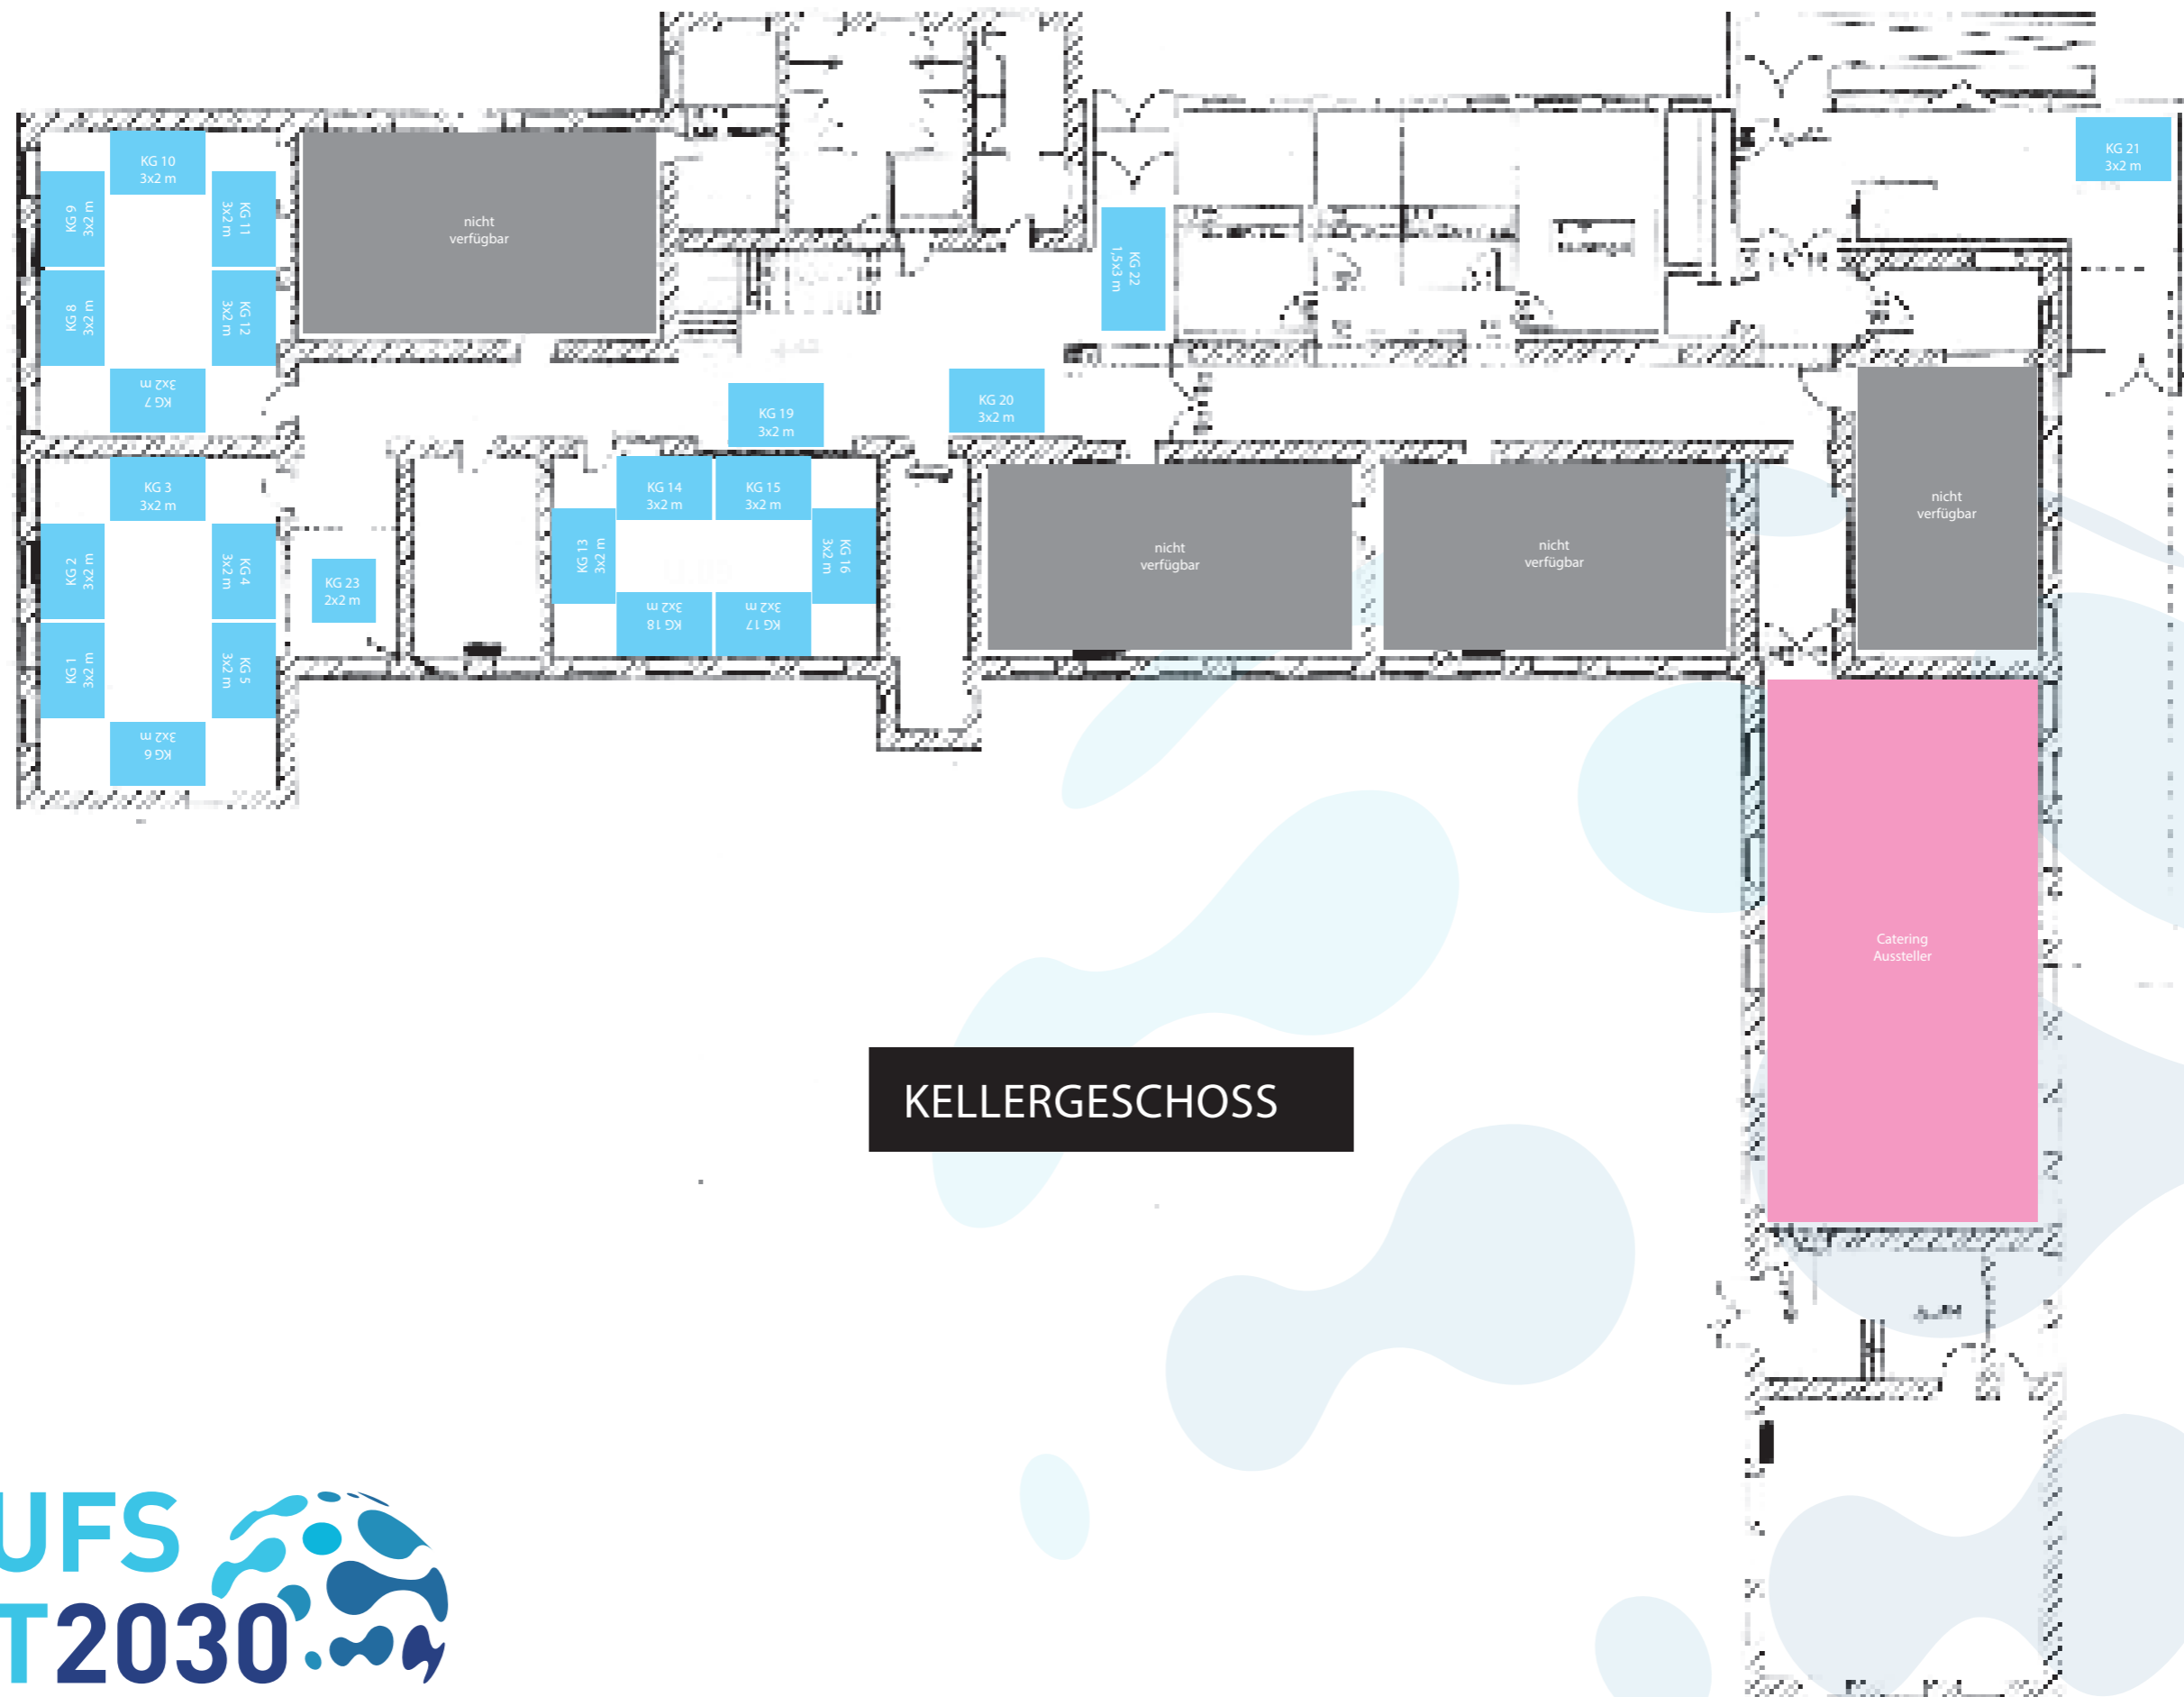 KG 10
3x2 m
KG 9
3x2 m
KG 11
3x2 m
KG 8
3x2 m
KG 12
3x2 m
KG 7
3x2 m
nicht
verfügbar
KG 21
3x2 m
KG 22
1,5x3 m
KG 19
3x2 m
KG 20
3x2 m
KG 3
3x2 m
KG 2
3x2 m
KG 4
3x2 m
KG 1
3x2 m
KG 5
3x2 m
KG 6
3x2 m
KG 23
2x2 m
KG 14
3x2 m
KG 15
3x2 m
KG 13
3x2 m
KG 16
3x2 m
KG 18
3x2 m
KG 17
3x2 m
nicht
verfügbar
nicht
verfügbar
nicht
verfügbar
Catering
Aussteller
KELLERGESCHOSS
UFS
T2030